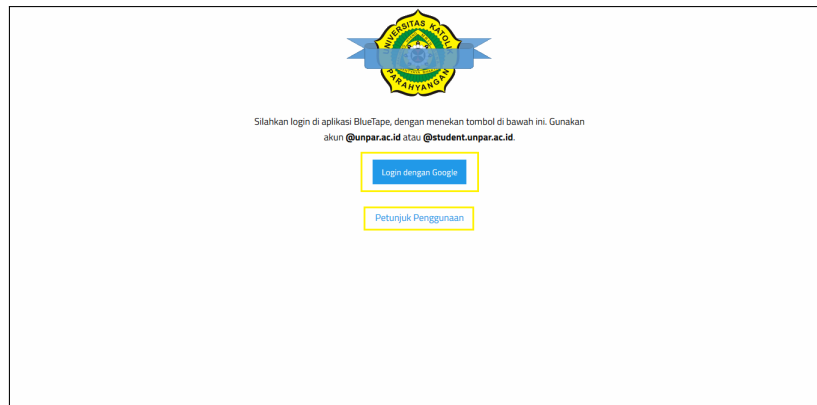 UNIVERSITAS KATOLIK
PARAHYANGAN
Silahkan login di aplikasi BlueTape, dengan menekan tombol di bawah ini. Gunakan
akun @unpar.ac.id atau @student.unpar.ac.id.
Login dengan Google
Petunjuk Penggunaan